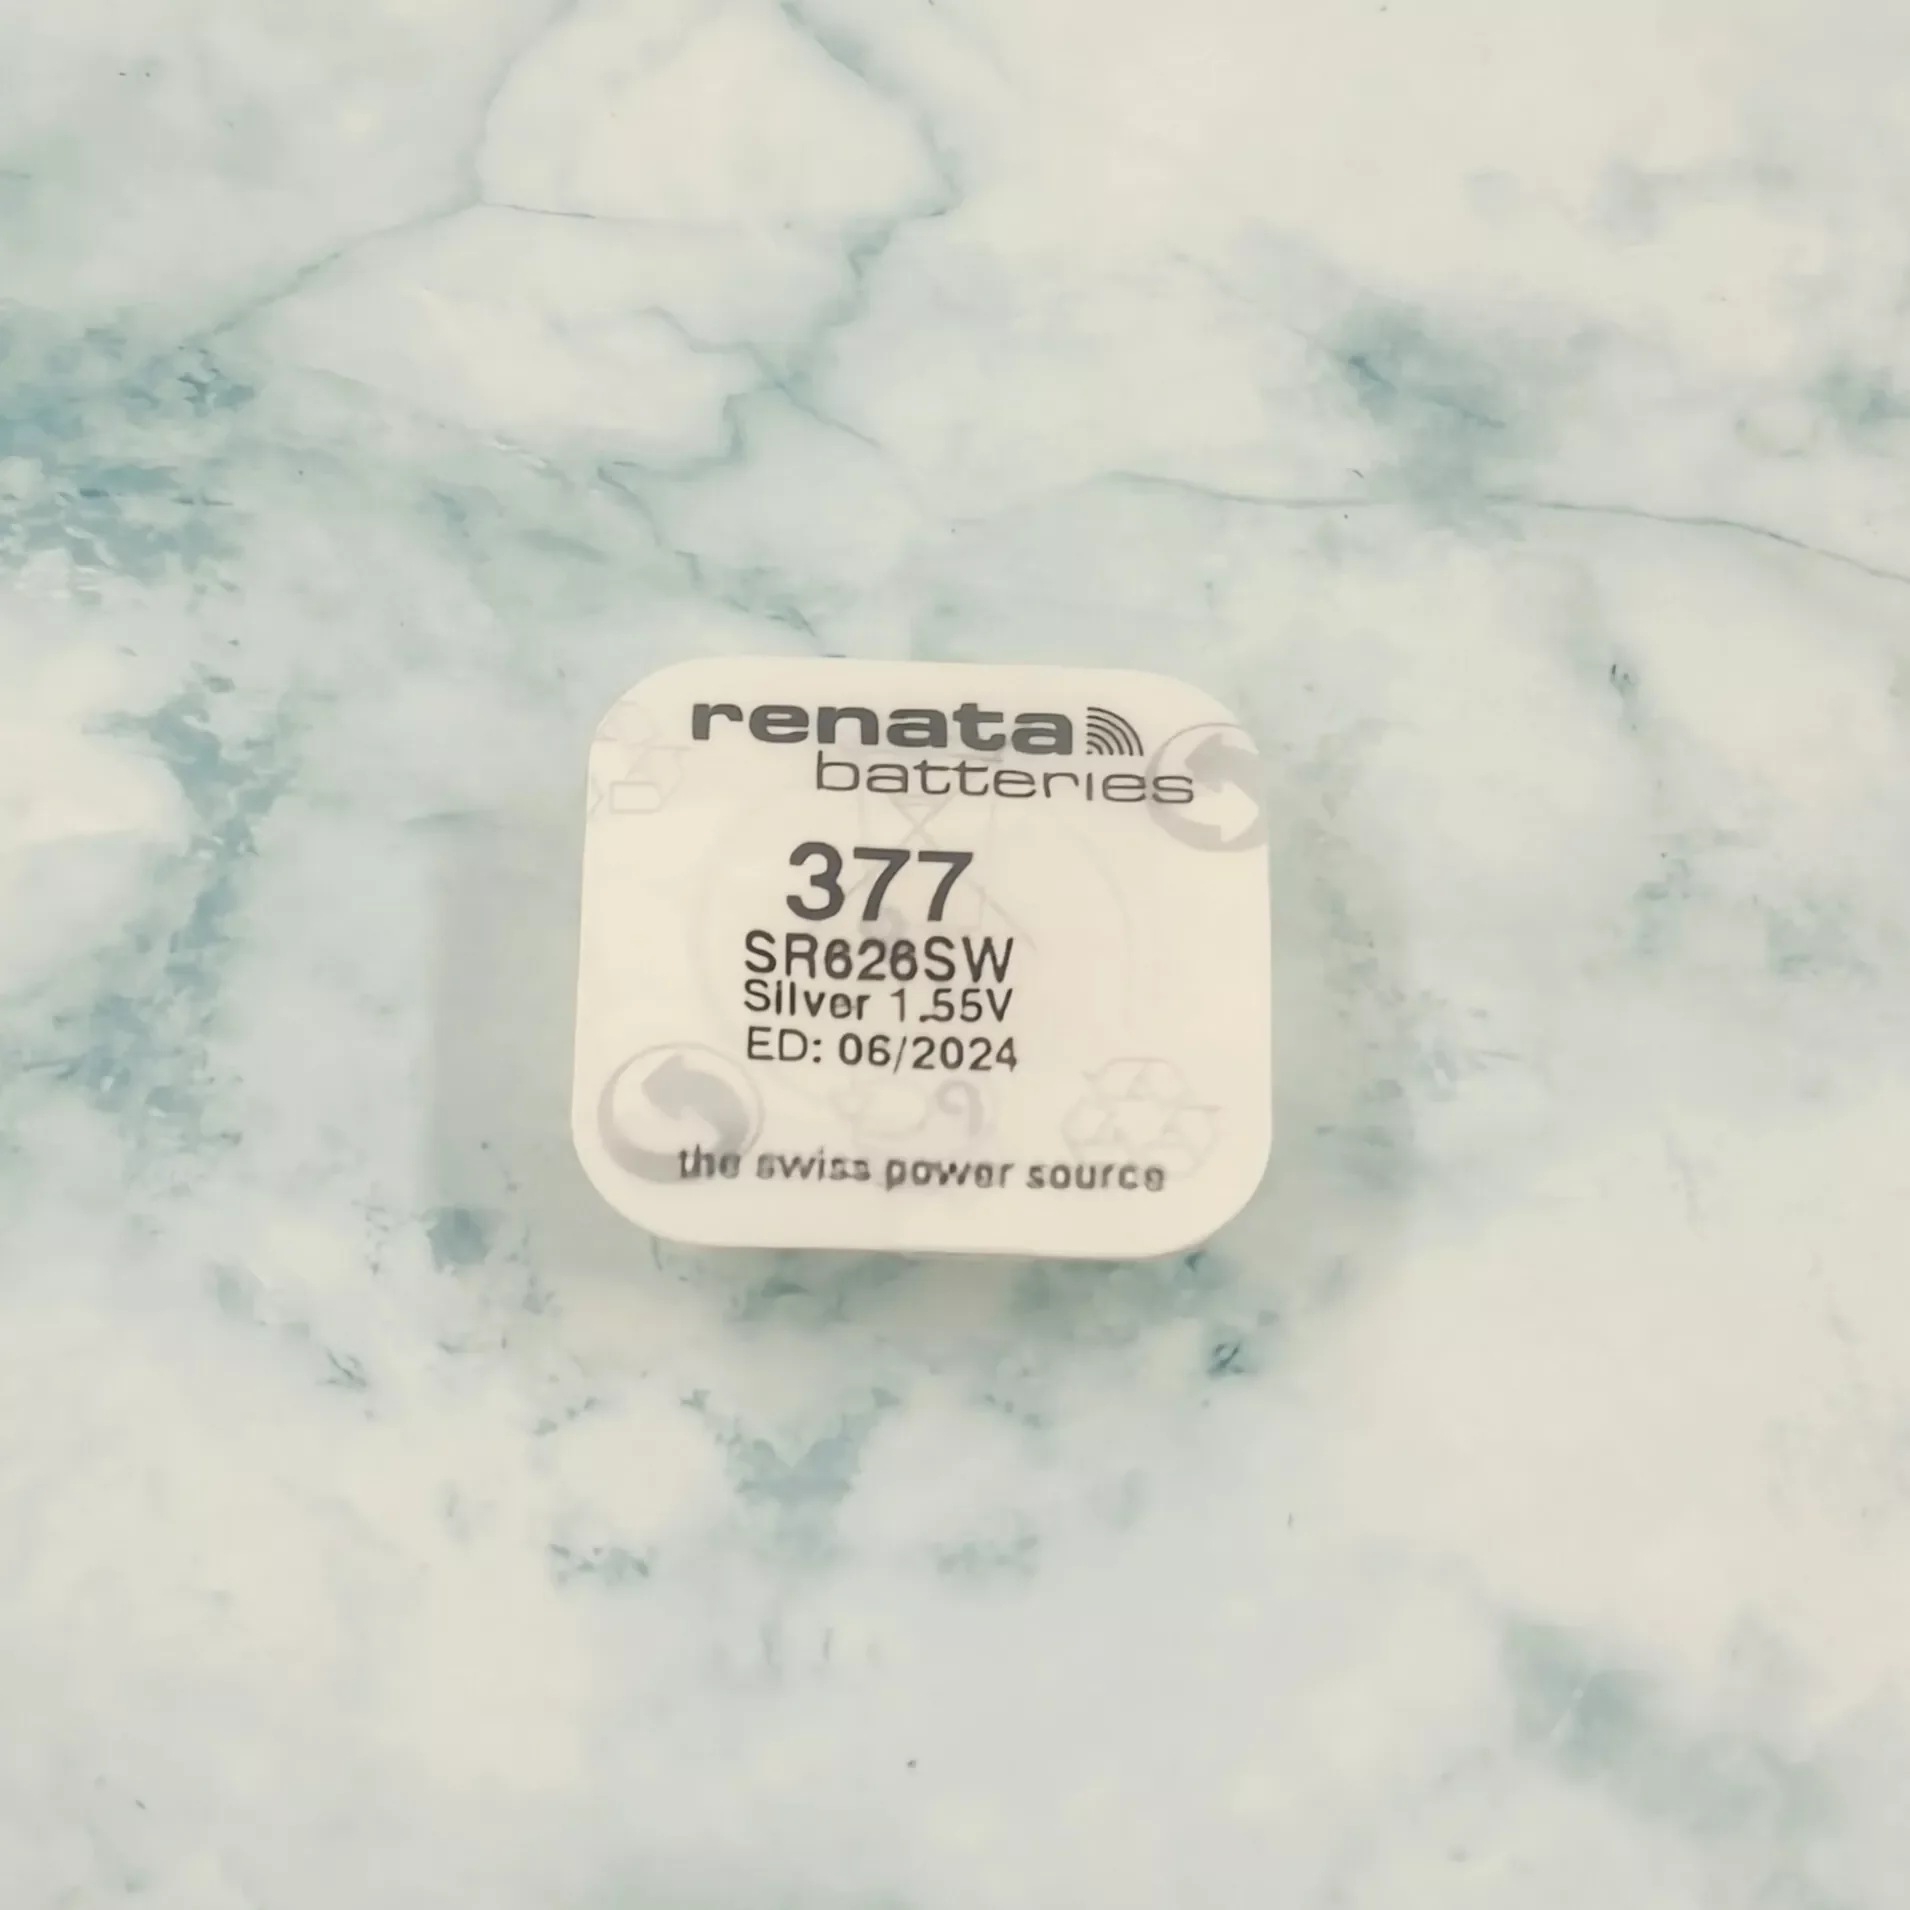 renata
batteries
377
SR626SW
Silver 1.55V
ED: 06/2024
the swiss power source